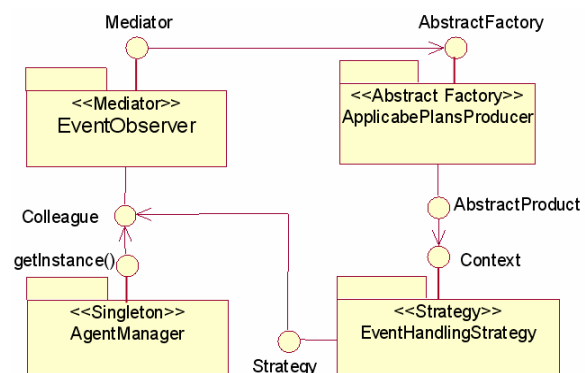 Mediator
AbstractFactory
<<Mediator>>
EventObserver
<<Abstract Factory>>
ApplicabePlansProducer
Colleague
AbstractProduct
getInstance()
Context
<<Singleton>>
AgentManager
<<Strategy>>
EventHandlingStrategy
Strategy